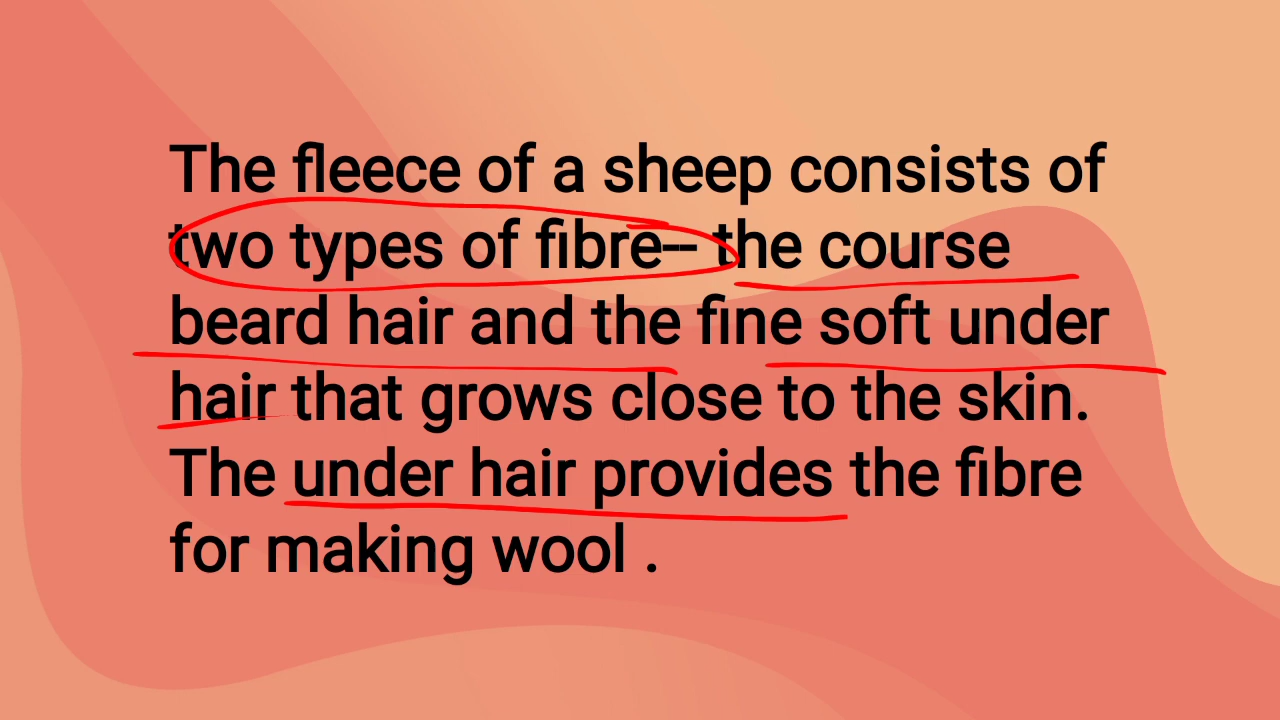 The fleece of a sheep consists of
two types of fibre-- the course
beard hair and the fine soft under
hair that grows close to the skin.
The under hair provides the fibre
for making wool .